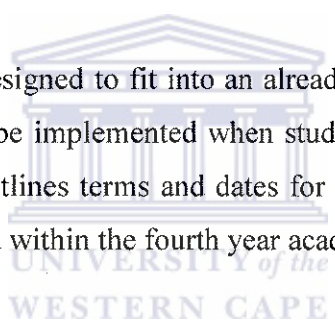 esigned to fit into an alread
be implemented when stud
tlines terms and dates for
within the fourth year acad
UNIVERSITY of the
WESTERN CAPE